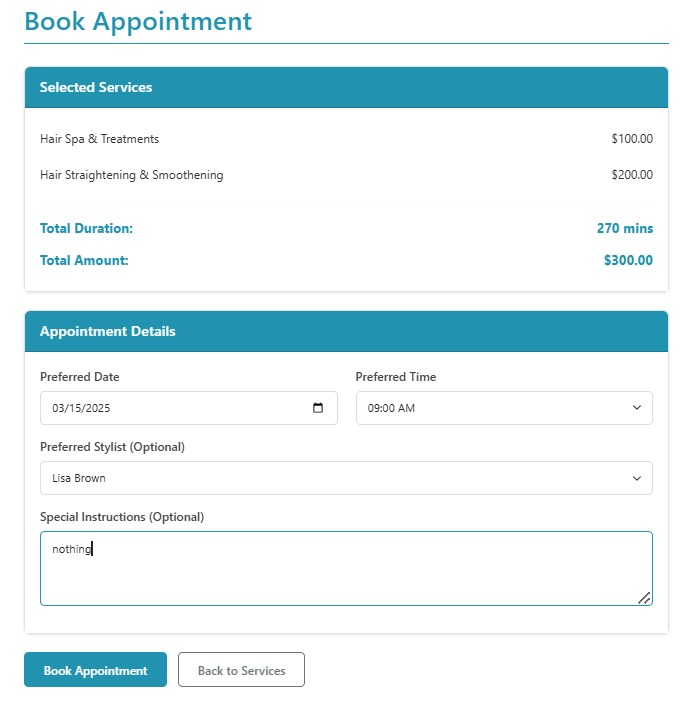 Book Appointment
Selected Services
Hair Spa & Treatments $100.00
Hair Straightening & Smoothening $200.00
Total Duration: 270 mins
Total Amount: $300.00
Appointment Details
Preferred Date Preferred Time
03/15/2025 09:00 AM
Preferred Stylist (Optional)
Lisa Brown
Special Instructions (Optional)
nothing
Book Appointment Back to Services